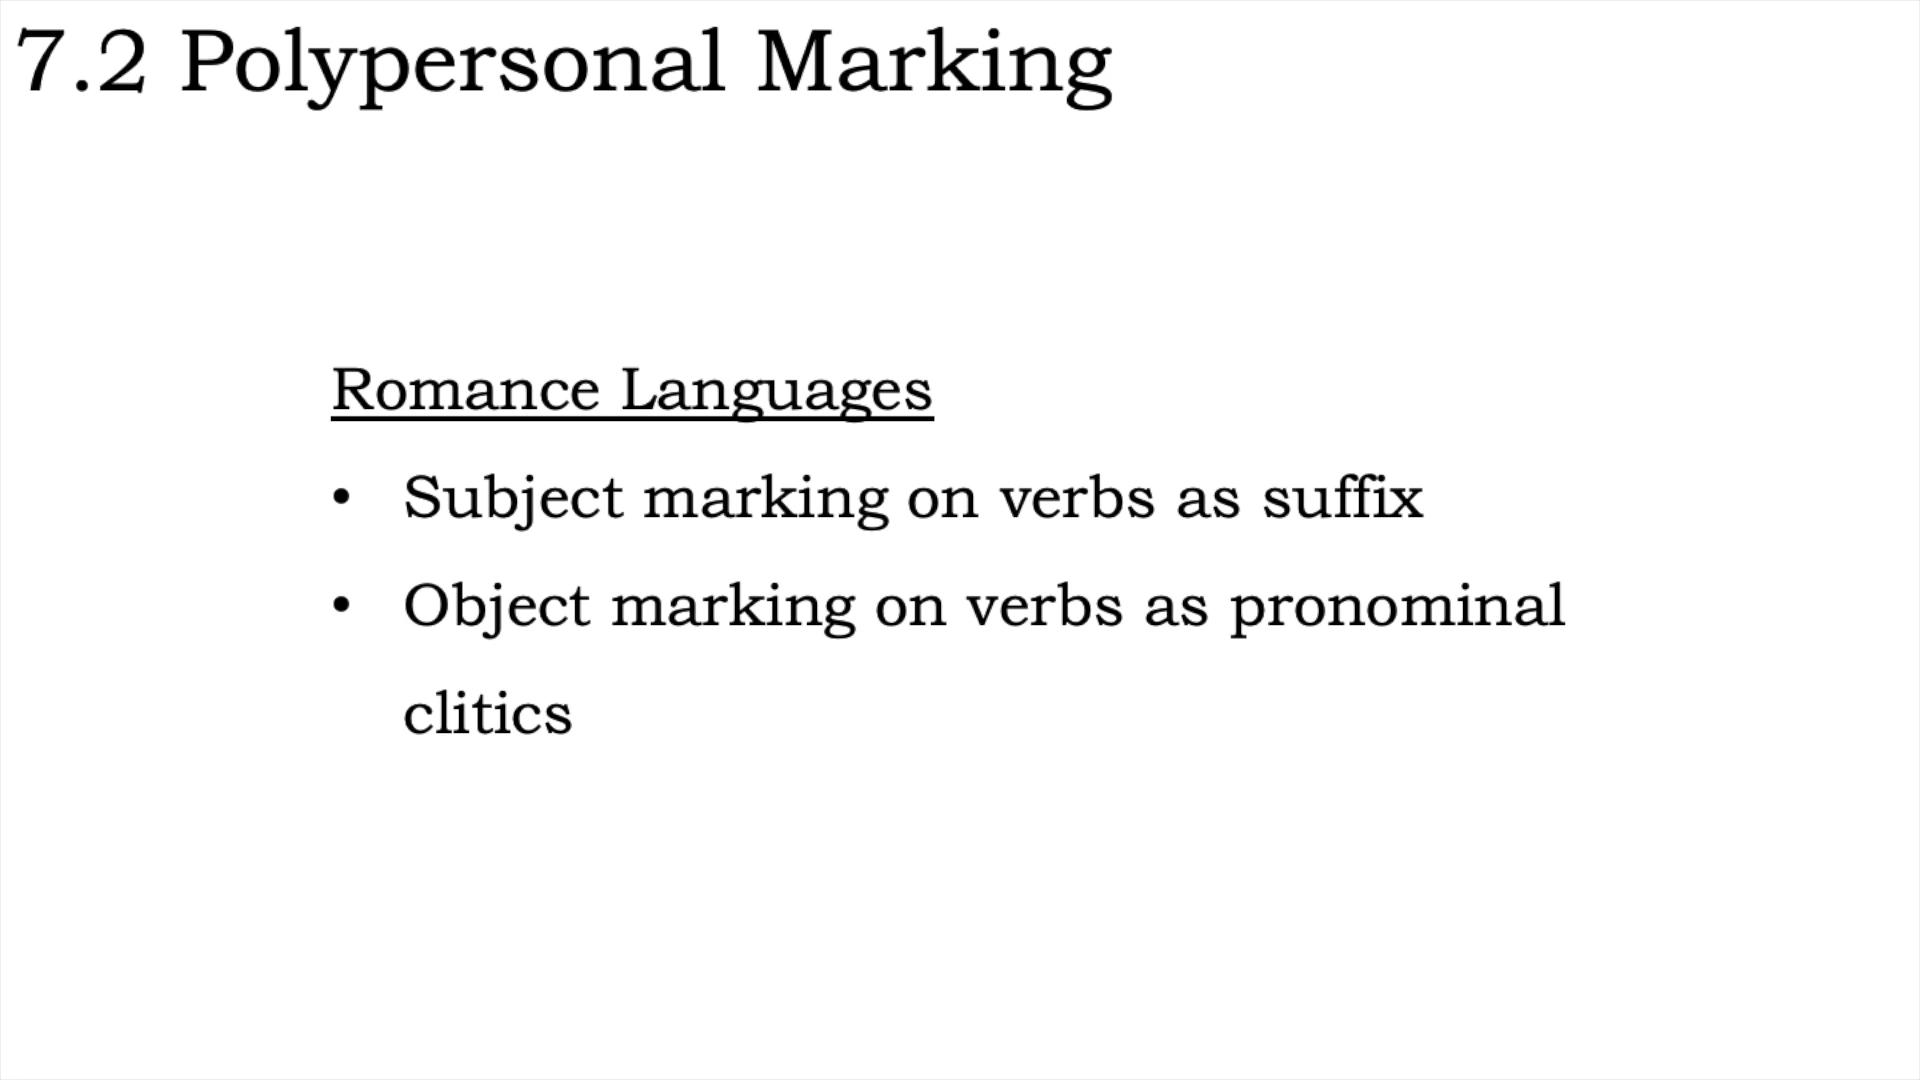 7.2 Polypersonal Marking
Romance Languages
• Subject marking on verbs as suffix
• Object marking on verbs as pronominal
clitics